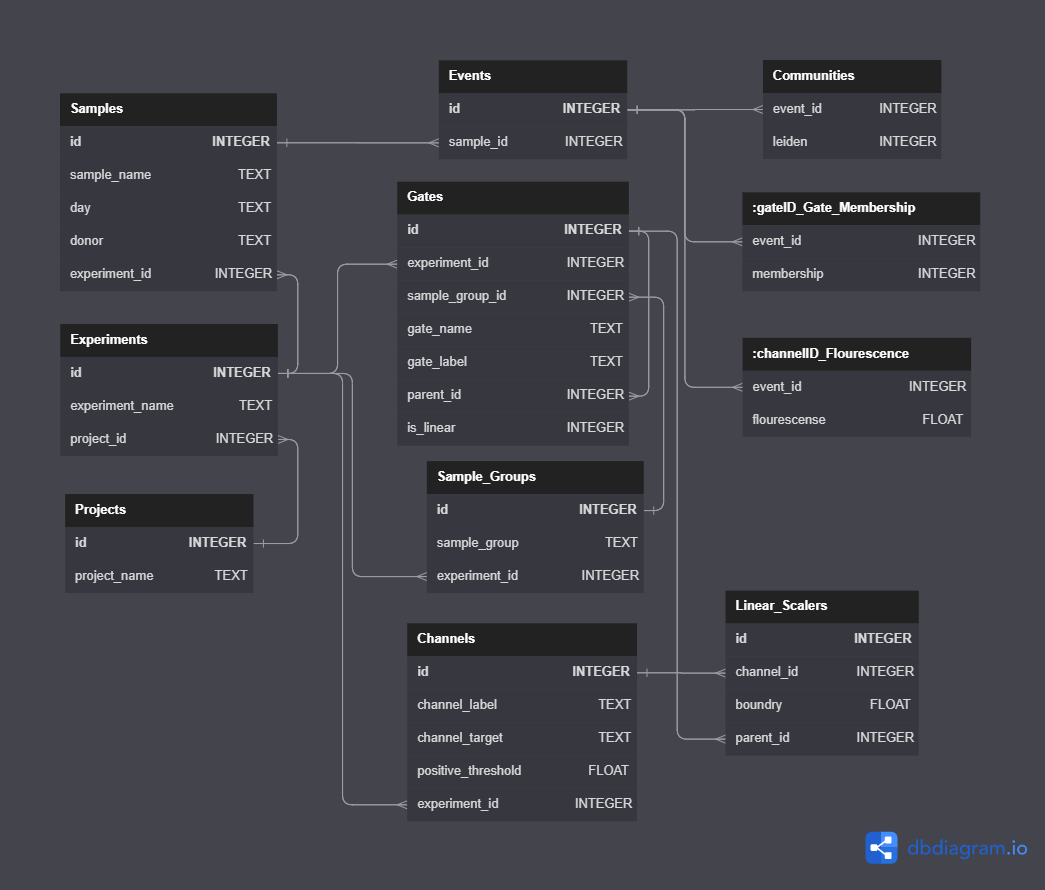 Samples
id INTEGER
sample_name TEXT
day TEXT
donor TEXT
experiment_id INTEGER
Experiments
id INTEGER
experiment_name TEXT
project_id INTEGER
Projects
id INTEGER
project_name TEXT
Events
id INTEGER
sample_id INTEGER
Gates
id INTEGER
experiment_id INTEGER
sample_group_id INTEGER
gate_name TEXT
gate_label TEXT
parent_id INTEGER
is_linear INTEGER
Sample_Groups
id INTEGER
sample_group TEXT
experiment_id INTEGER
Channels
id INTEGER
channel_label TEXT
channel_target TEXT
positive_threshold FLOAT
experiment_id INTEGER
Communities
event_id INTEGER
leiden INTEGER
:gateID_Gate_Membership
event_id INTEGER
membership INTEGER
:channelID_Flourescence
event_id INTEGER
flourescense FLOAT
Linear_Scalers
id INTEGER
channel_id INTEGER
boundry FLOAT
parent_id INTEGER
dbdiagram.io